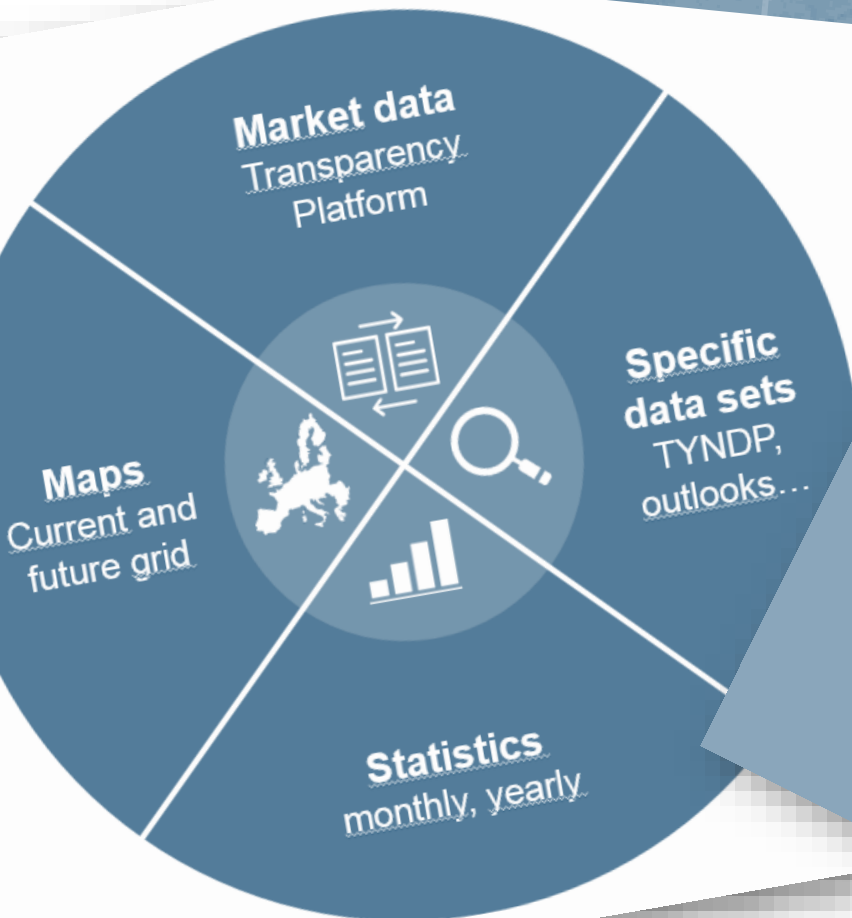 Market data
Transparency
Platform
Specific
data sets
TYNDP,
outlooks...
Maps
Current and
future grid
Statistics
monthly, yearly